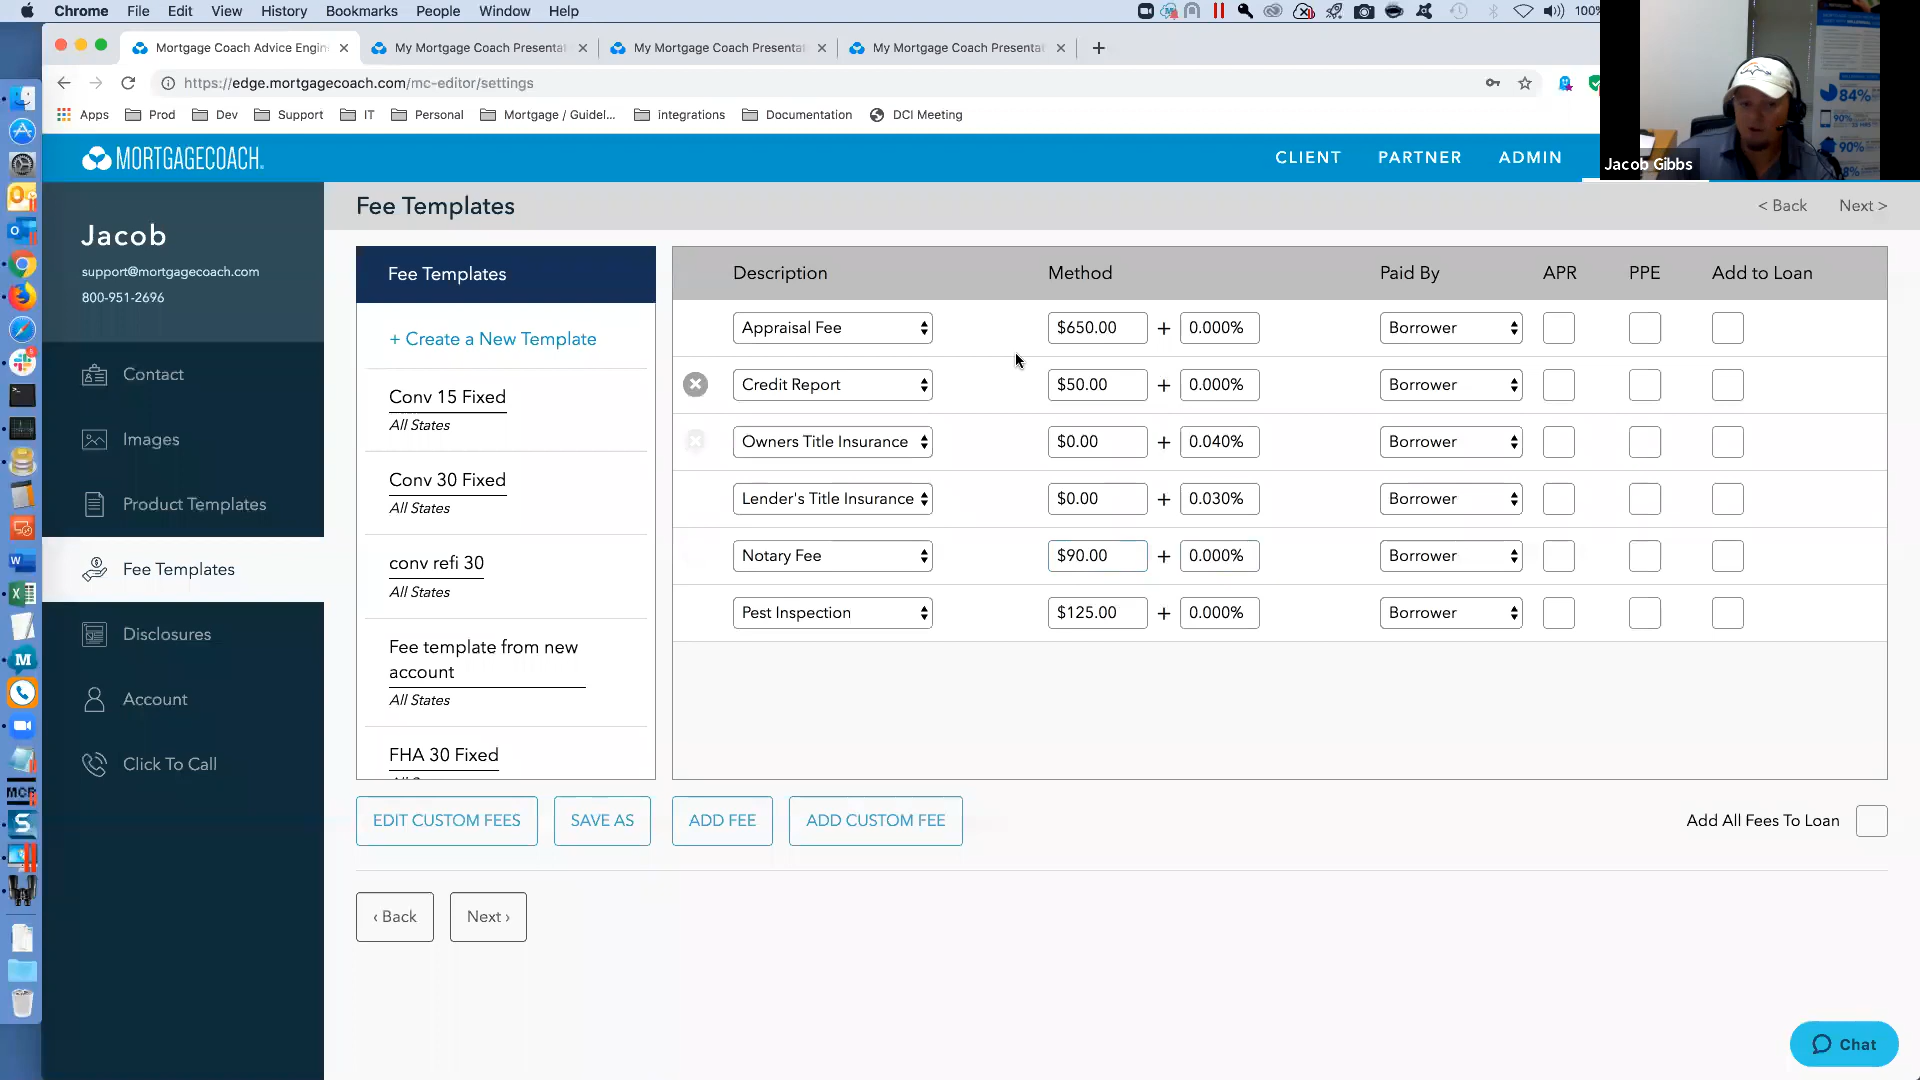 Chrome File Edit View History Bookmarks People Window Help 100%
Mortgage Coach Advice Engin My Mortgage Coach Presenta My Mortgage Coach Presenta My Mortgage Coach Presenta
https://edge.mortgagecoach.com/mc-editor/settings
Apps Prod Dev Support IT Personal Mortgage / Guidel... integrations Documentation DCI Meeting
84%
90%
90%
Jacob Gibbs
MORTGAGECOACH CLIENT PARTNER ADMIN
Jacob
support@mortgagecoach.com
800-951-2696
Contact
Images
Product Templates
Fee Templates
Disclosures
Account
Click To Call
Fee Templates < Back Next >
Fee Templates
+ Create a New Template
Conv 15 Fixed
All States
Conv 30 Fixed
All States
conv refi 30
All States
Fee template from new
account
All States
FHA 30 Fixed
Description Method Paid By APR PPE Add to Loan
Appraisal Fee $650.00 + 0.000% Borrower
Credit Report $50.00 + 0.000% Borrower
Owners Title Insurance $0.00 + 0.040% Borrower
Lender's Title Insurance $0.00 + 0.030% Borrower
Notary Fee $90.00 + 0.000% Borrower
Pest Inspection $125.00 + 0.000% Borrower
EDIT CUSTOM FEES SAVE AS ADD FEE ADD CUSTOM FEE Add All Fees To Loan
‹ Back Next ›
Chat